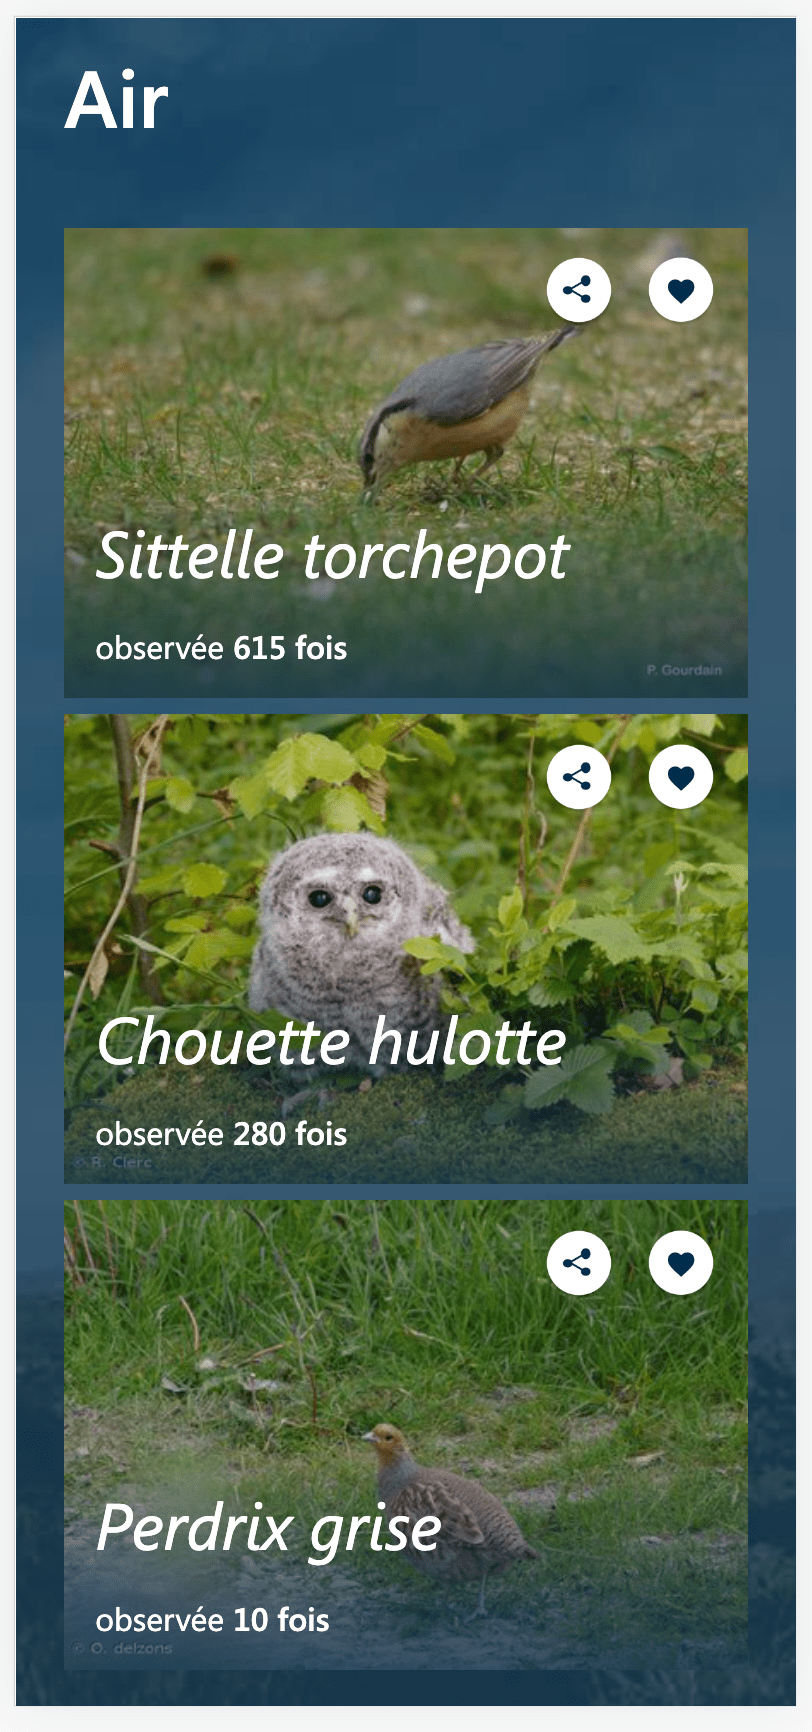 Air
Sittelle torchepot
observée 615 fois
P. Gourdain
Chouette hulotte
observée 280 fois
© R. Clerc
Perdrix grise
observée 10 fois
© O. delzons